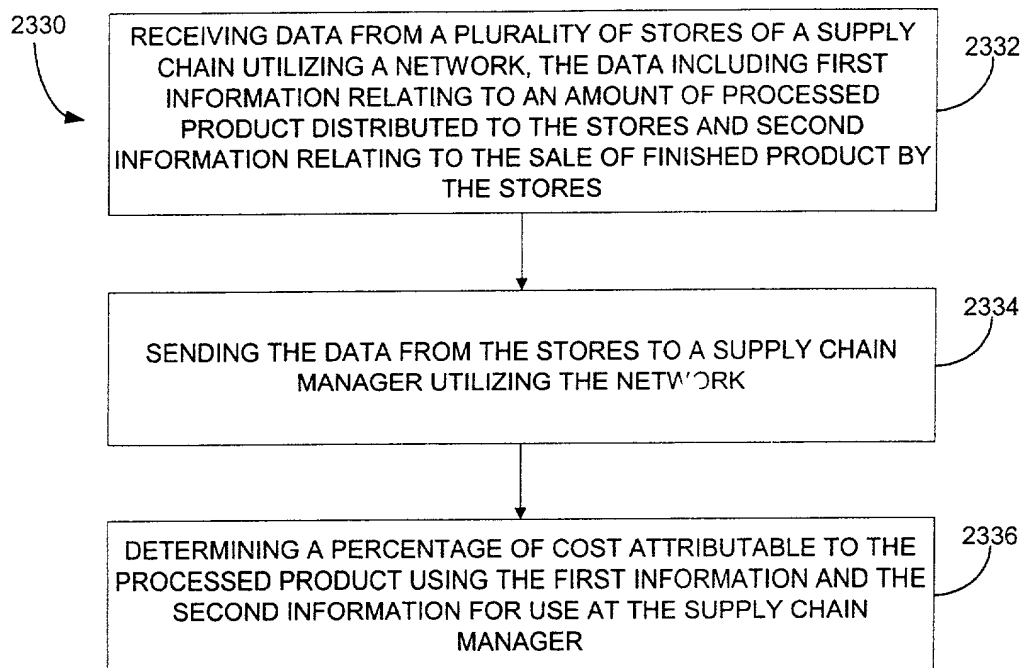 2330
RECEIVING DATA FROM A PLURALITY OF STORES OF A SUPPLY
CHAIN UTILIZING A NETWORK, THE DATA INCLUDING FIRST
INFORMATION RELATING TO AN AMOUNT OF PROCESSED
PRODUCT DISTRIBUTED TO THE STORES AND SECOND
INFORMATION RELATING TO THE SALE OF FINISHED PRODUCT BY
THE STORES
2332
SENDING THE DATA FROM THE STORES TO A SUPPLY CHAIN
MANAGER UTILIZING THE NETWORK
2334
DETERMINING A PERCENTAGE OF COST ATTRIBUTABLE TO THE
PROCESSED PRODUCT USING THE FIRST INFORMATION AND THE
SECOND INFORMATION FOR USE AT THE SUPPLY CHAIN
MANAGER
2336